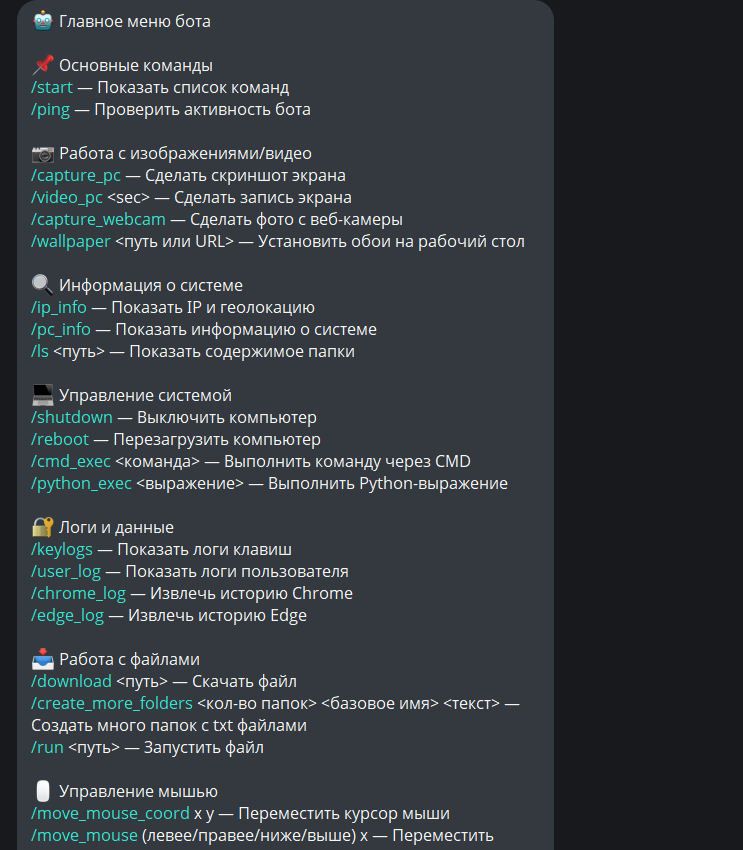 🤖 Главное меню бота
📌 Основные команды
/start — Показать список команд
/ping — Проверить активность бота
📷 Работа с изображениями/видео
/capture_pc — Сделать скриншот экрана
/video_pc <sec> — Сделать запись экрана
/capture_webcam — Сделать фото с веб-камеры
/wallpaper <путь или URL> — Установить обои на рабочий стол
🔍 Информация о системе
/ip_info — Показать IP и геолокацию
/pc_info — Показать информацию о системе
/ls <путь> — Показать содержимое папки
💻 Управление системой
/shutdown — Выключить компьютер
/reboot — Перезагрузить компьютер
/cmd_exec <команда> — Выполнить команду через CMD
/python_exec <выражение> — Выполнить Python-выражение
🔐 Логи и данные
/keylogs — Показать логи клавиш
/user_log — Показать логи пользователя
/chrome_log — Извлечь историю Chrome
/edge_log — Извлечь историю Edge
📥 Работа с файлами
/download <путь> — Скачать файл
/create_more_folders <кол-во папок> <базовое имя> <текст> —
Создать много папок с txt файлами
/run <путь> — Запустить файл
🖱 Управление мышью
/move_mouse_coord x y — Переместить курсор мыши
/move_mouse (левее/правее/ниже/выше) x — Переместить